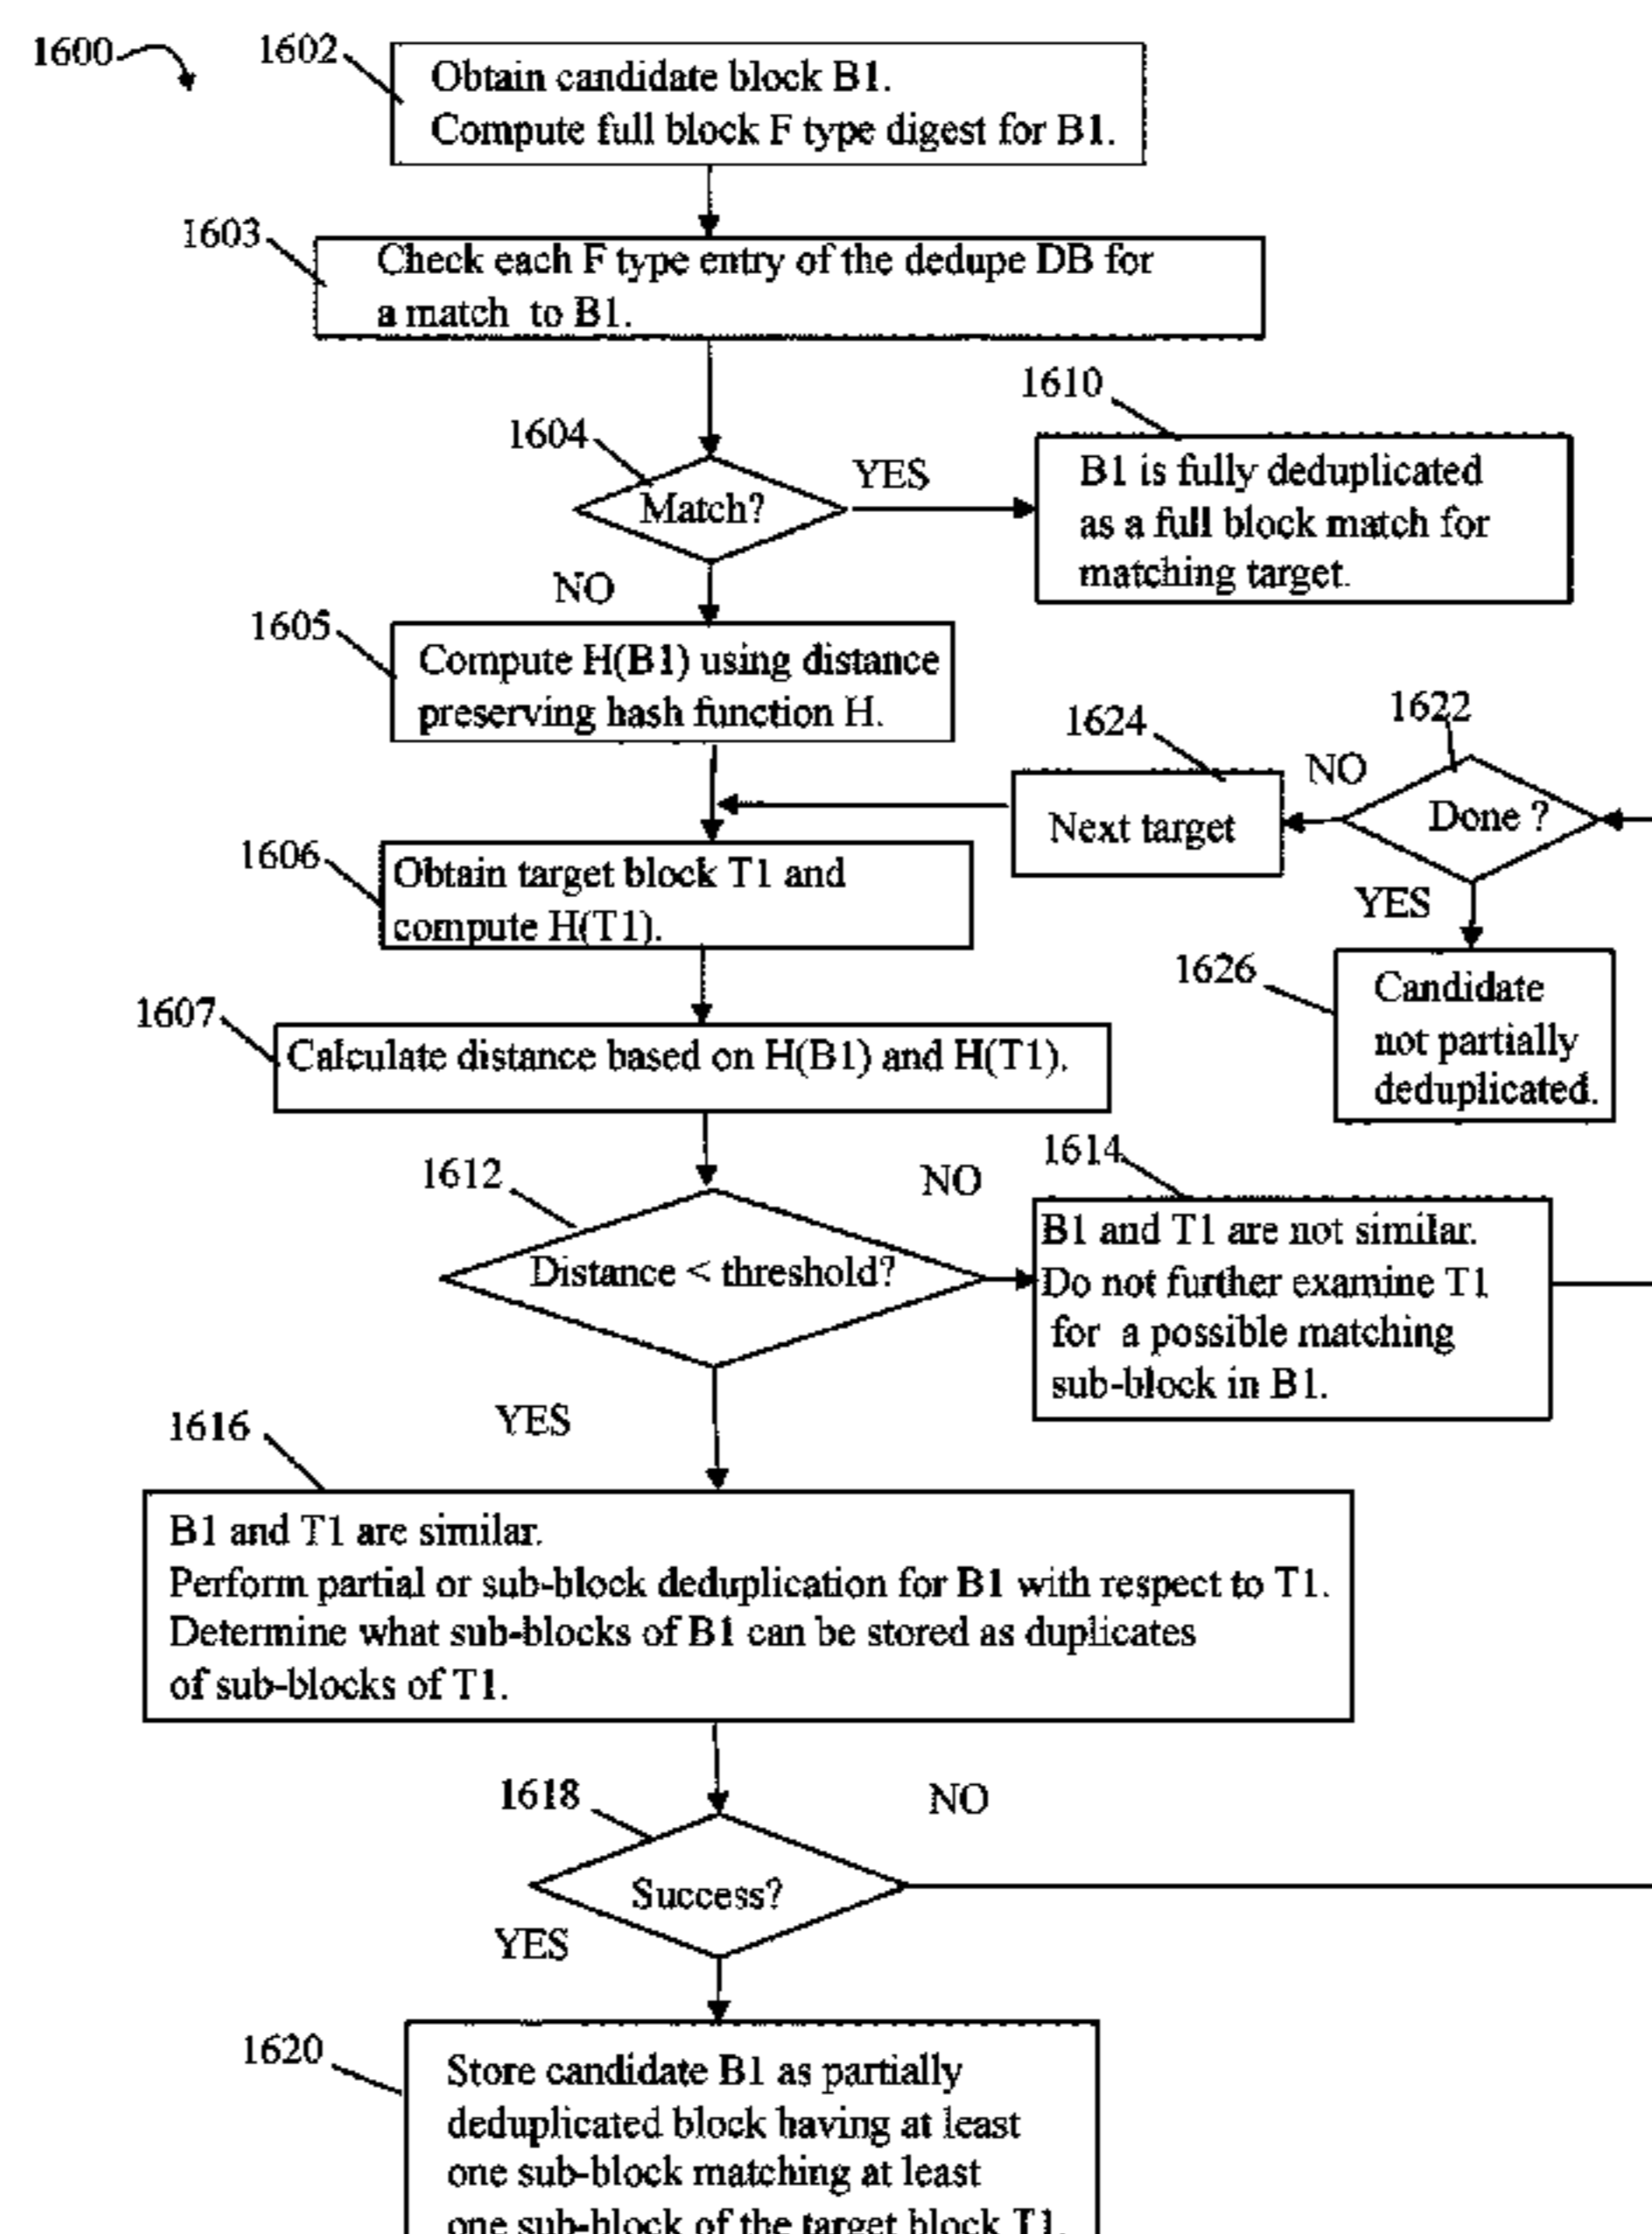 1600
1602
Obtain candidate block B1.
Compute full block F type digest for B1.
1603
Check each F type entry of the dedupe DB for
a match to B1.
1604
Match?
YES
1610
B1 is fully deduplicated
as a full block match for
matching target.
NO
1605
Compute H(B1) using distance
preserving hash function H.
1624
Next target
NO
1622
Done ?
YES
1626
Candidate
not partially
deduplicated.
1606
Obtain target block T1 and
compute H(T1).
1607
Calculate distance based on H(B1) and H(T1).
1612
Distance < threshold?
NO
1614
B1 and T1 are not similar.
Do not further examine T1
for a possible matching
sub-block in B1.
YES
1616
B1 and T1 are similar.
Perform partial or sub-block deduplication for B1 with respect to T1.
Determine what sub-blocks of B1 can be stored as duplicates
of sub-blocks of T1.
1618
Success?
NO
YES
1620
Store candidate B1 as partially
deduplicated block having at least
one sub-block matching at least
one sub-block of the target block T1.